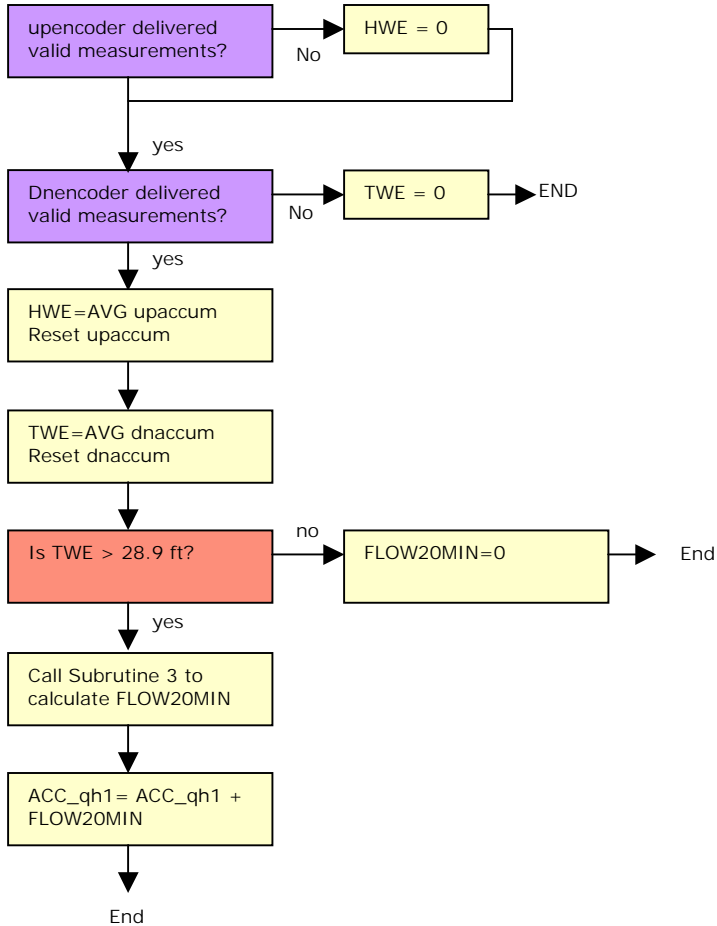 upencoder delivered
valid measurements?
No
HWE = 0
yes
Dnencoder delivered
valid measurements?
No
TWE = 0
END
yes
HWE=AVG upaccum
Reset upaccum
TWE=AVG dnaccum
Reset dnaccum
Is TWE > 28.9 ft?
no
FLOW20MIN=0
End
yes
Call Subrutine 3 to
calculate FLOW20MIN
ACC_qh1= ACC_qh1 +
FLOW20MIN
End